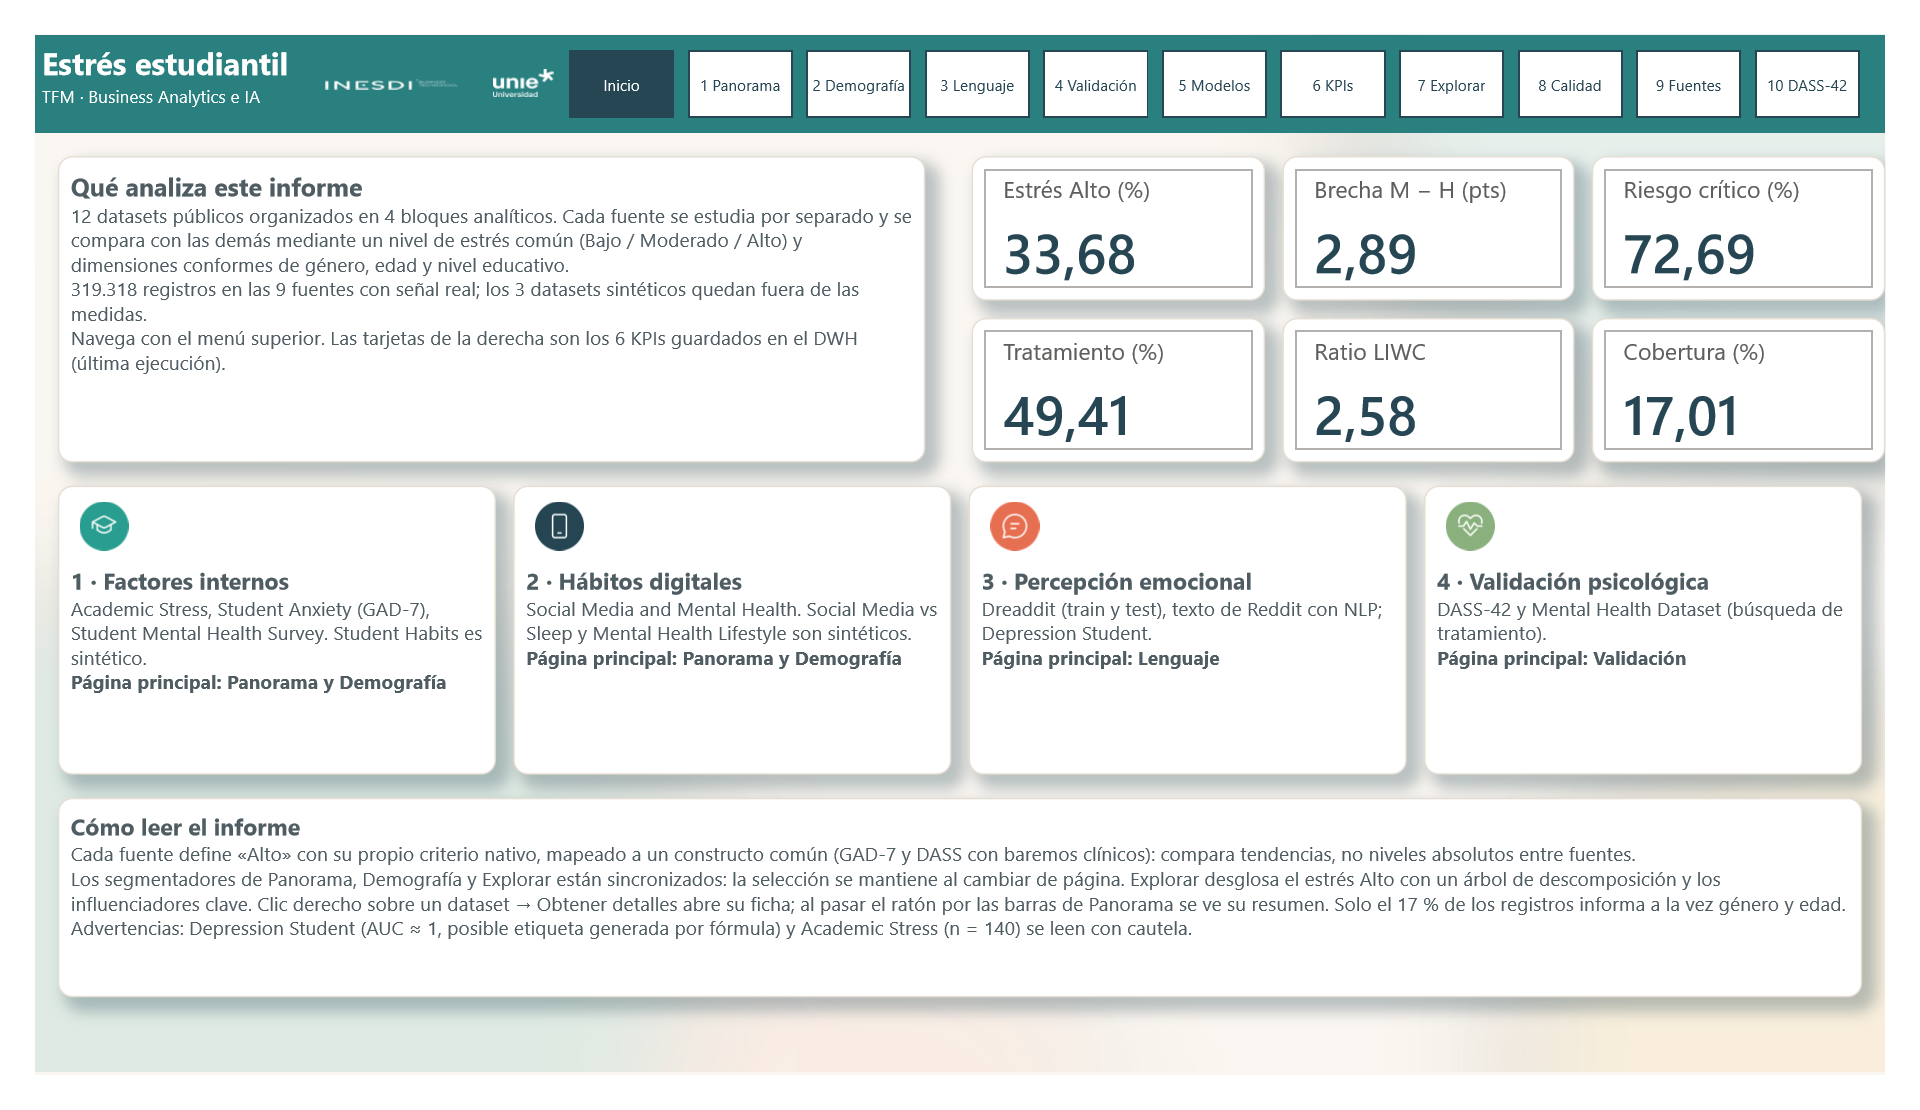 Estrés estudiantil
TFM · Business Analytics e IA
INESDI
unie*
Universidad
Inicio
1 Panorama
2 Demografía
3 Lenguaje
4 Validación
5 Modelos
6 KPIs
7 Explorar
8 Calidad
9 Fuentes
10 DASS-42
Qué analiza este informe
12 datasets públicos organizados en 4 bloques analíticos. Cada fuente se estudia por separado y se
compara con las demás mediante un nivel de estrés común (Bajo / Moderado / Alto) y
dimensiones conformes de género, edad y nivel educativo.
319.318 registros en las 9 fuentes con señal real; los 3 datasets sintéticos quedan fuera de las
medidas.
Navega con el menú superior. Las tarjetas de la derecha son los 6 KPIs guardados en el DWH
(última ejecución).
Estrés Alto (%)
33,68
Brecha M – H (pts)
2,89
Riesgo crítico (%)
72,69
Tratamiento (%)
49,41
Ratio LIWC
2,58
Cobertura (%)
17,01
1 · Factores internos
Academic Stress, Student Anxiety (GAD-7),
Student Mental Health Survey. Student Habits es
sintético.
Página principal: Panorama y Demografía
2 · Hábitos digitales
Social Media and Mental Health. Social Media vs
Sleep y Mental Health Lifestyle son sintéticos.
Página principal: Panorama y Demografía
3 · Percepción emocional
Dreaddit (train y test), texto de Reddit con NLP;
Depression Student.
Página principal: Lenguaje
4 · Validación psicológica
DASS-42 y Mental Health Dataset (búsqueda de
tratamiento).
Página principal: Validación
Cómo leer el informe
Cada fuente define «Alto» con su propio criterio nativo, mapeado a un constructo común (GAD-7 y DASS con baremos clínicos): compara tendencias, no niveles absolutos entre fuentes.
Los segmentadores de Panorama, Demografía y Explorar están sincronizados: la selección se mantiene al cambiar de página. Explorar desglosa el estrés Alto con un árbol de descomposición y los
influenciadores clave. Clic derecho sobre un dataset → Obtener detalles abre su ficha; al pasar el ratón por las barras de Panorama se ve su resumen. Solo el 17 % de los registros informa a la vez género y edad.
Advertencias: Depression Student (AUC ≈ 1, posible etiqueta generada por fórmula) y Academic Stress (n = 140) se leen con cautela.